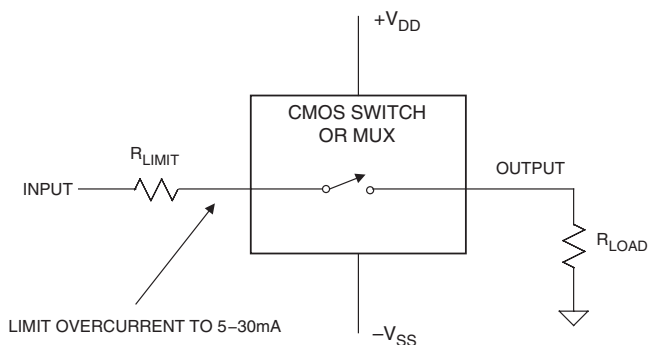 +VDD
CMOS SWITCH
OR MUX
RLIMIT
INPUT
OUTPUT
RLOAD
LIMIT OVERCURRENT TO 5–30mA
–VSS